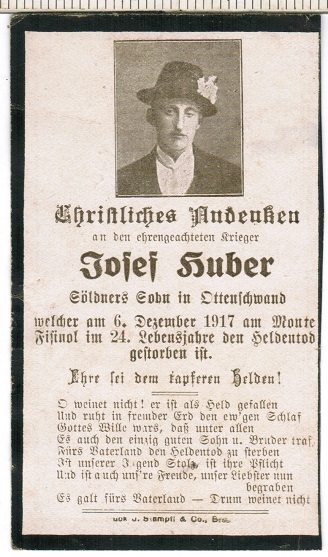 Christliches Andenken
an den ehrengeachteten Krieger
Josef Huber
Söldners Sohn in Ottenschwand
welcher am 6. Dezember 1917 am Monte
Fisinol im 24. Lebensjahre den Heldentod
gestorben ist.
Ehre sei dem tapferen Helden!
O weinet nicht! er ist als Held gefallen
Und ruht in fremder Erd den ew'gen Schlaf
Gottes Wille wars, daß unter allen
Es auch den einzig guten Sohn u. Bruder traf
Fürs Vaterland den Heldentod zu sterben
Ist unserer Jugend Stolz, ist ihre Pflicht
Und ist auch uns're Freude, unser Liebster nun
begraben
Es galt fürs Vaterland — Drum weinet nicht
J. Stampfl & Co.,